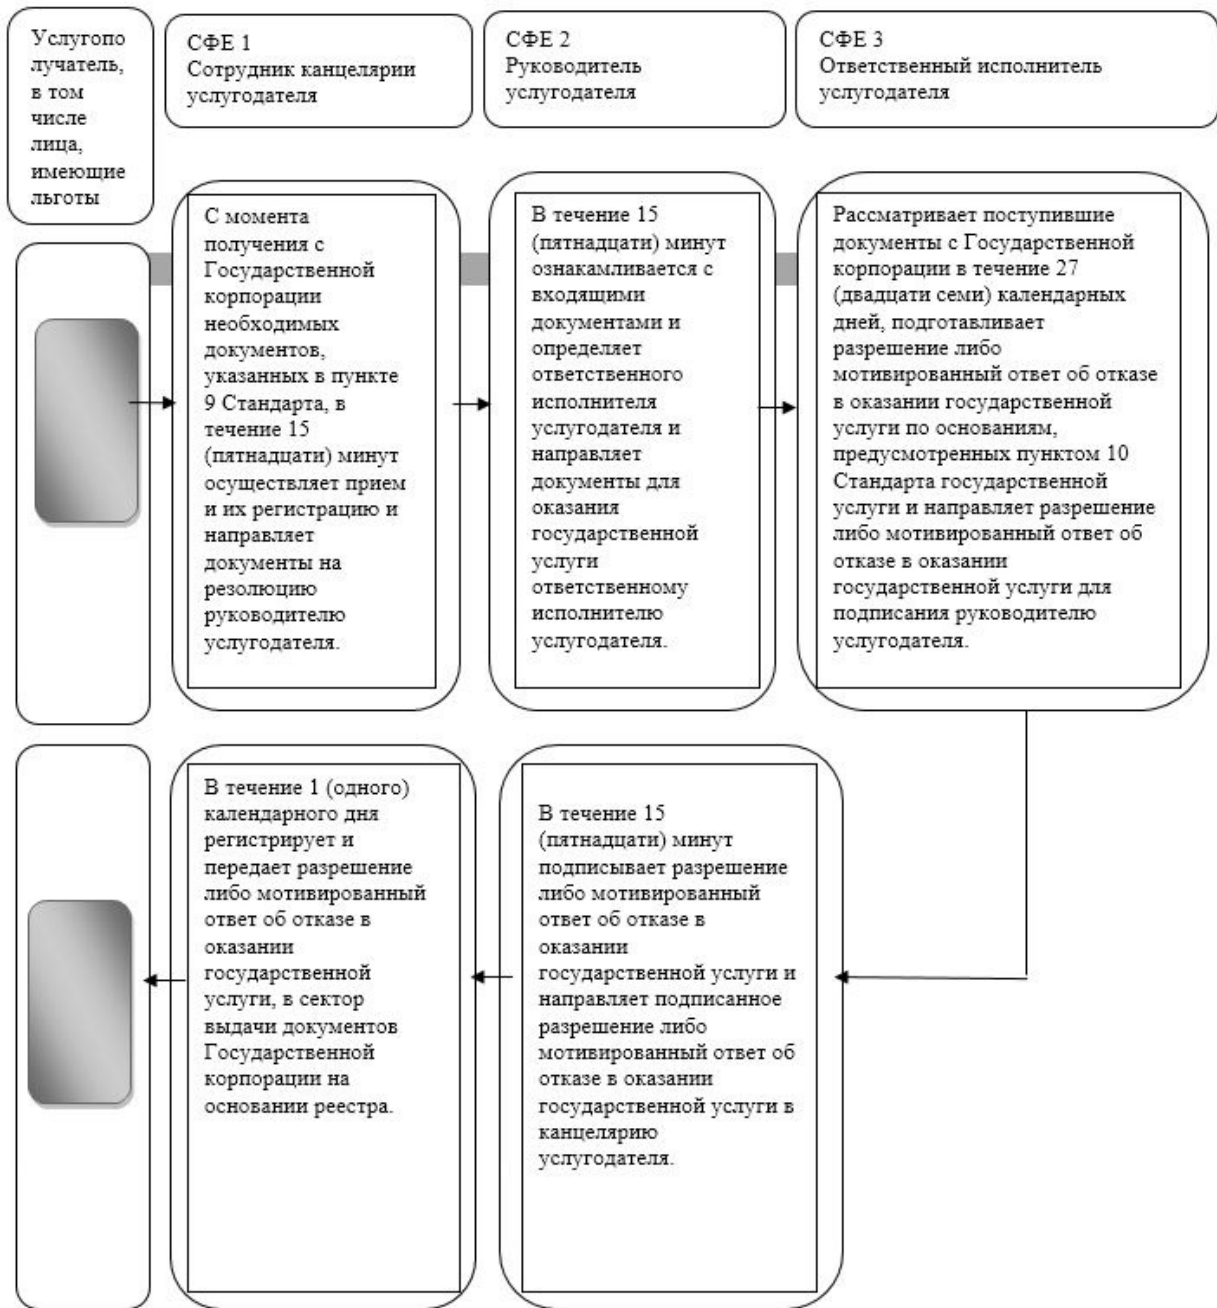 Услугопо
лучатель,
в том
числе
лица,
имеющие
льготы
СФЕ 1
Сотрудник канцелярии
услугодателя
СФЕ 2
Руководитель
услугодателя
СФЕ 3
Ответственный исполнитель
услугодателя
С момента
получения с
Государственной
корпорации
необходимых
документов,
указанных в пункте
9 Стандарта, в
течение 15
(пятнадцати) минут
осуществляет прием
и их регистрацию и
направляет
документы на
резолюцию
руководителю
услугодателя.
В течение 15
(пятнадцати) минут
ознакамливается с
входящими
документами и
определяет
ответственного
исполнителя
услугодателя и
направляет
документы для
оказания
государственной
услуги
ответственному
исполнителю
услугодателя.
Рассматривает поступившие
документы с Государственной
корпорации в течение 27
(двадцати семи) календарных
дней, подготавливает
разрешение либо
мотивированный ответ об отказе
в оказании государственной
услуги по основаниям,
предусмотренных пунктом 10
Стандарта государственной
услуги и направляет разрешение
либо мотивированный ответ об
отказе в оказании
государственной услуги для
подписания руководителю
услугодателя.
В течение 1 (одного)
календарного дня
регистрирует и
передает разрешение
либо мотивированный
ответ об отказе в
оказании
государственной
услуги, в сектор
выдачи документов
Государственной
корпорации на
основании реестра.
В течение 15
(пятнадцати) минут
подписывает разрешение
либо мотивированный
ответ об отказе в
оказании
государственной услуги и
направляет подписанное
разрешение либо
мотивированный ответ об
отказе в оказании
государственной услуги в
канцелярию
услугодателя.